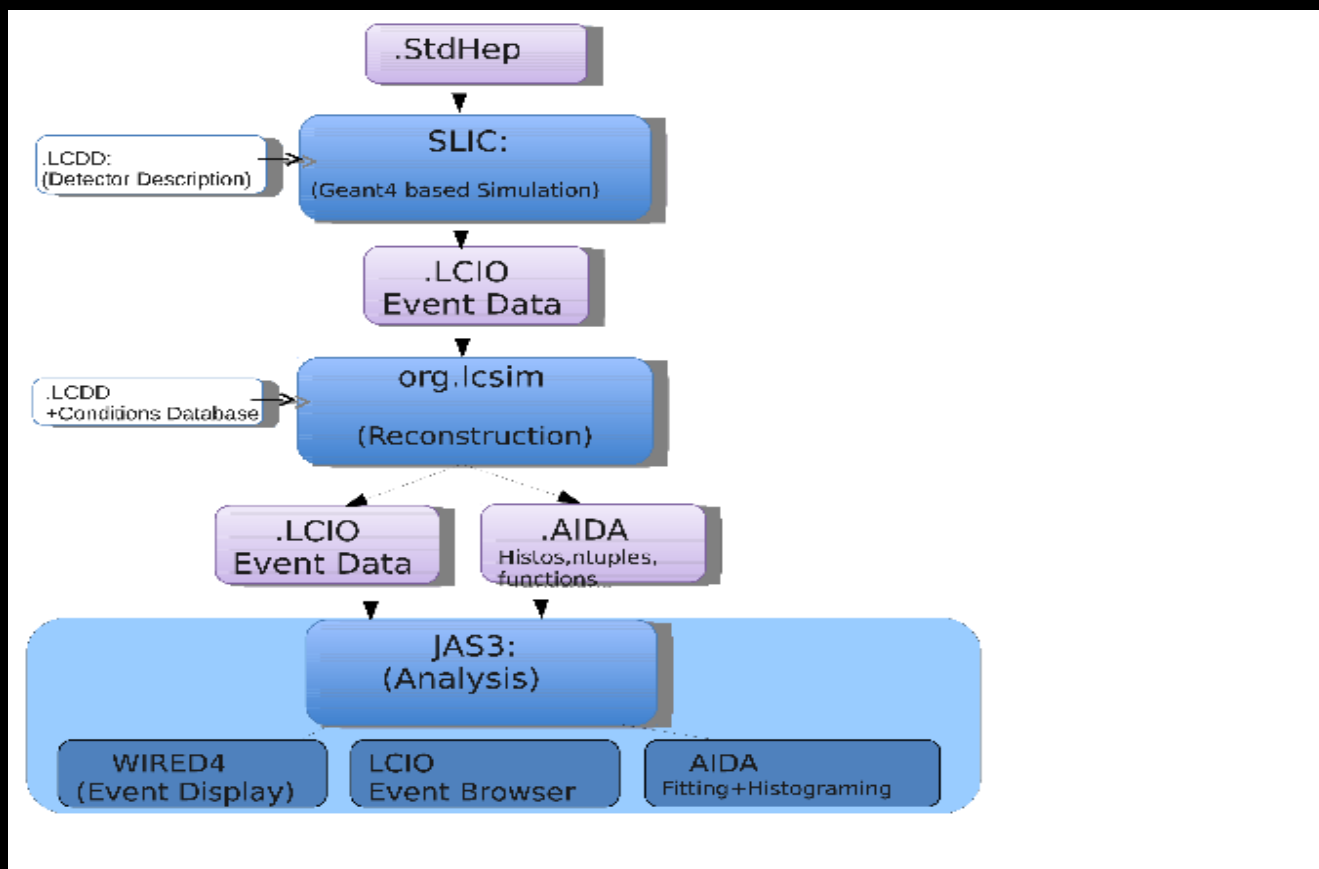 .StdHep
SLIC:
(Geant4 based Simulation)
.LCDD:
(Detector Description)
.LCIO
Event Data
org.lcsim
(Reconstruction)
.LCDD
+Conditions Database
.LCIO
Event Data
.AIDA
Histos,ntuples,
functions...
JAS3:
(Analysis)
WIRED4
(Event Display)
LCIO
Event Browser
AIDA
Fitting+Histograming